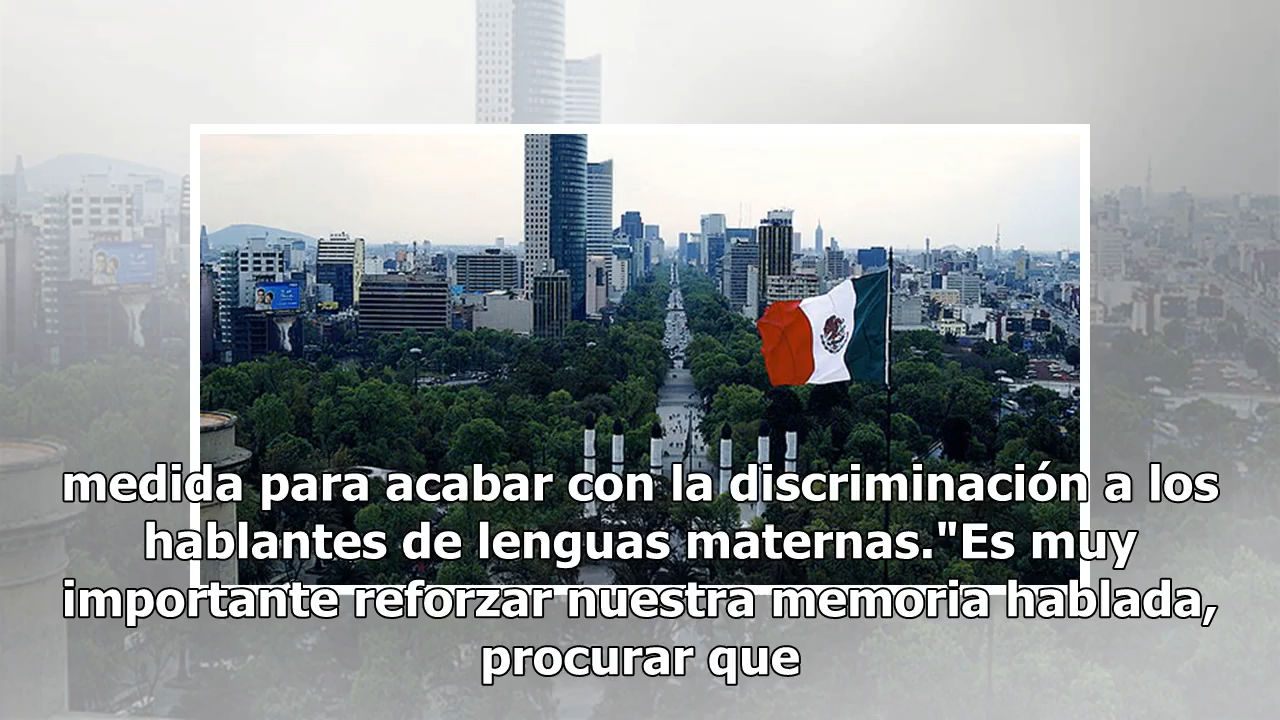 medida para acabar con la discriminación a los
hablantes de lenguas maternas."Es muy
importante reforzar nuestra memoria hablada,
procurar que